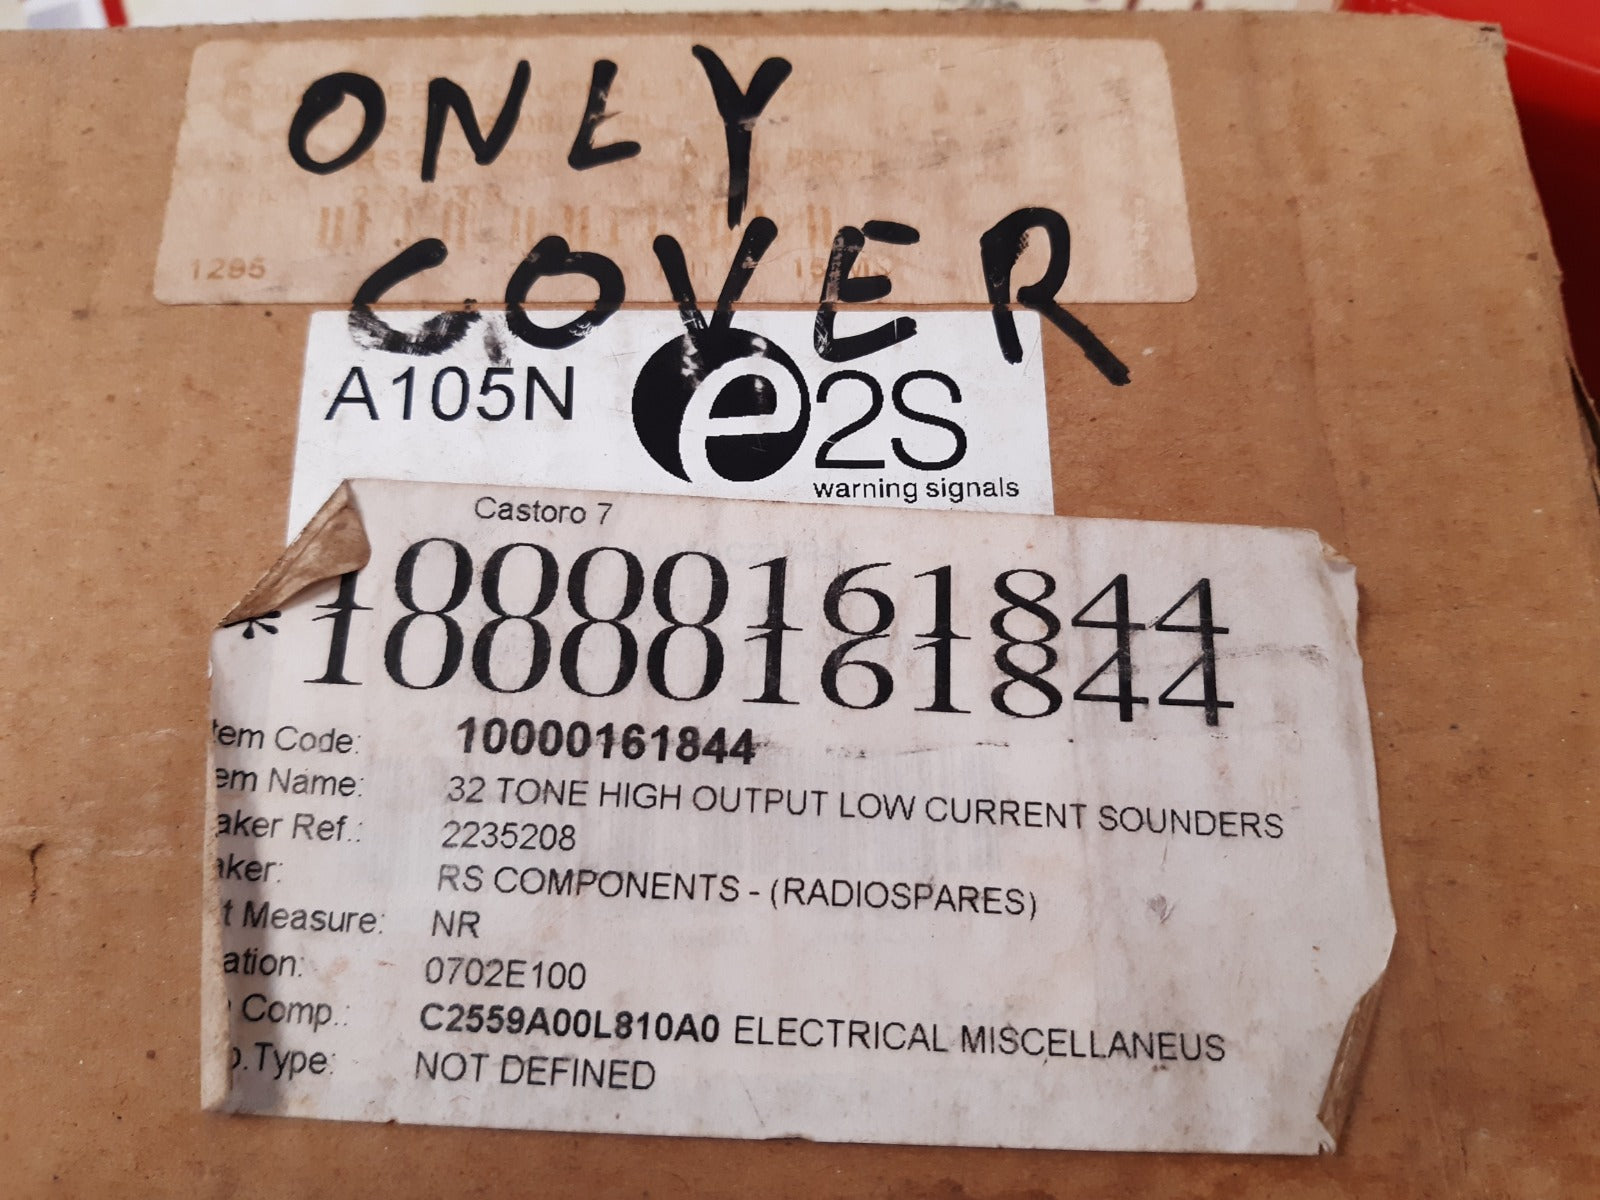 ONLY
COVER
1295
A105N
e2S
warning signals
Castoro 7
10000161844
*10000161844
tem Code: 10000161844
em Name: 32 TONE HIGH OUTPUT LOW CURRENT SOUNDERS
aker Ref.: 2235208
aker: RS COMPONENTS - (RADIOSPARES)
t Measure: NR
ation: 0702E100
Comp.: C2559A00L810A0 ELECTRICAL MISCELLANEUS
p.Type: NOT DEFINED